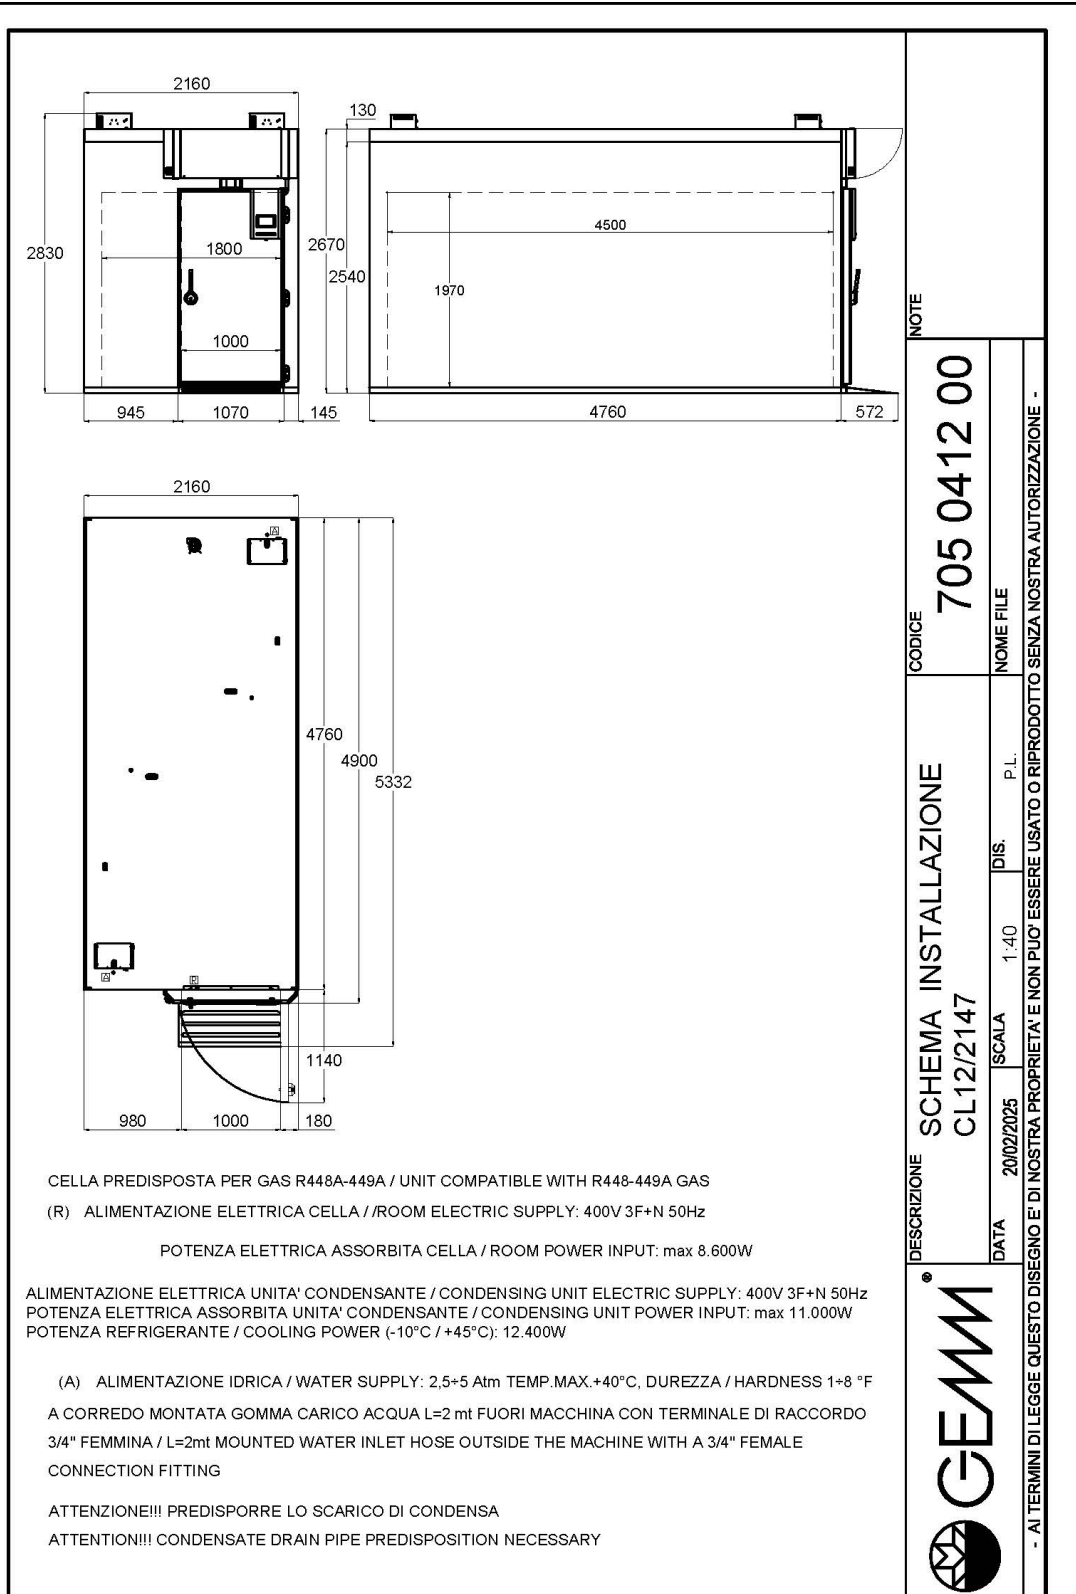 2160
130
2830
1800
1000
2670
2540
4500
1970
945
1070
145
4760
572
2160
A
4760
4900
5332
A
R
1140
980
1000
180
CELLA PREDISPOSTA PER GAS R448A-449A / UNIT COMPATIBLE WITH R448-449A GAS
(R) ALIMENTAZIONE ELETTRICA CELLA / /ROOM ELECTRIC SUPPLY: 400V 3F+N 50Hz
POTENZA ELETTRICA ASSORBITA CELLA / ROOM POWER INPUT: max 8.600W
ALIMENTAZIONE ELETTRICA UNITA' CONDENSANTE / CONDENSING UNIT ELECTRIC SUPPLY: 400V 3F+N 50Hz
POTENZA ELETTRICA ASSORBITA UNITA' CONDENSANTE / CONDENSING UNIT POWER INPUT: max 11.000W
POTENZA REFRIGERANTE / COOLING POWER (-10°C / +45°C): 12.400W
(A) ALIMENTAZIONE IDRICA / WATER SUPPLY: 2,5÷5 Atm TEMP.MAX.+40°C, DUREZZA / HARDNESS 1÷8 °F
A CORREDO MONTATA GOMMA CARICO ACQUA L=2 mt FUORI MACCHINA CON TERMINALE DI RACCORDO
3/4" FEMMINA / L=2mt MOUNTED WATER INLET HOSE OUTSIDE THE MACHINE WITH A 3/4" FEMALE
CONNECTION FITTING
ATTENZIONE!!! PREDISPORRE LO SCARICO DI CONDENSA
ATTENTION!!! CONDENSATE DRAIN PIPE PREDISPOSITION NECESSARY
GEMM®
DESCRIZIONE
SCHEMA INSTALLAZIONE
CL12/2147
CODICE
705 0412 00
NOTE
DATA
20/02/2025
SCALA
1:40
DIS.
P.L.
NOME FILE
- AI TERMINI DI LEGGE QUESTO DISEGNO E' DI NOSTRA PROPRIETA' E NON PUO' ESSERE USATO O RIPRODOTTO SENZA NOSTRA AUTORIZZAZIONE -